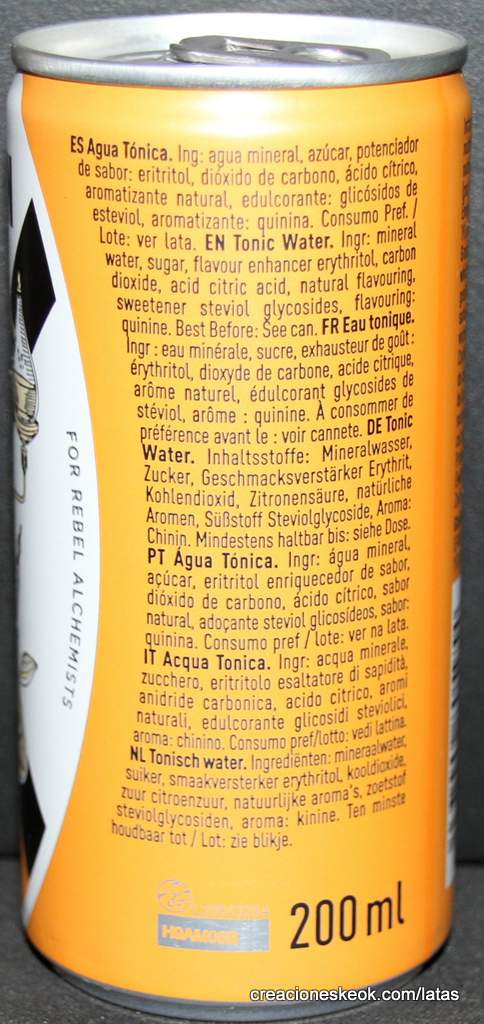 ES Agua Tónica. Ing: agua mineral, azúcar, potenciador
de sabor: eritritol, dióxido de carbono, ácido cítrico,
aromatizante natural, edulcorante: glicósidos de
esteviol, aromatizante: quinina. Consumo Pref. /
Lote: ver lata. EN Tonic Water. Ingr: mineral
water, sugar, flavour enhancer erythritol, carbon
dioxide, acid citric acid, natural flavouring,
sweetener steviol glycosides, flavouring:
quinine. Best Before: See can. FR Eau tonique.
Ingr : eau minérale, sucre, exhausteur de goût :
érythritol, dioxyde de carbone, acide citrique,
arôme naturel, édulcorant glycosides de
stéviol, arôme : quinine. À consommer de
préférence avant le : voir cannete. DE Tonic
Water. Inhaltsstoffe: Mineralwasser,
Zucker, Geschmacksverstärker Erythrit,
Kohlendioxid, Zitronensäure, natürliche
Aromen, Süßstoff Steviolglycoside, Aroma:
Chinin. Mindestens haltbar bis: siehe Dose.
PT Água Tónica. Ingr: água mineral,
açúcar, eritritol enriquecedor de sabor,
dióxido de carbono, ácido cítrico, sabor
natural, adoçante steviol glicosídeos, sabor:
quinina. Consumo pref / lote: ver na lata.
IT Acqua Tonica. Ingr: acqua minerale,
zucchero, eritritolo esaltatore di sapidità,
anidride carbonica, acido citrico, aromi
naturali, edulcorante glicosidi steviolici,
aroma: chinino. Consumo pref/lotto: vedi lattina.
NL Tonisch water. Ingrediënten: mineraalwater,
suiker, smaakversterker erythritol, kooldioxide,
zuur citroenzuur, natuurlijke aroma's, zoetstof
steviolglycosiden, aroma: kinine. Ten minste
houdbaar tot / Lot: zie blikje.
FOR REBEL ALCHEMISTS
200 ml
creacioneskeok.com/latas